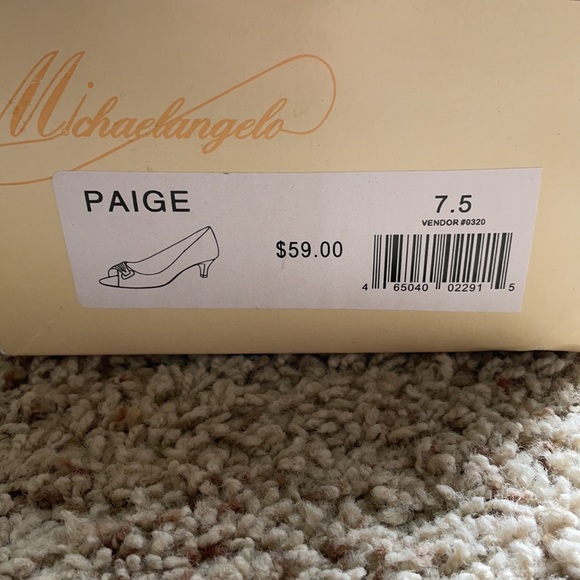 Michaelangelo
PAIGE
7.5
VENDOR #0320
$59.00
4 65040 02291 5